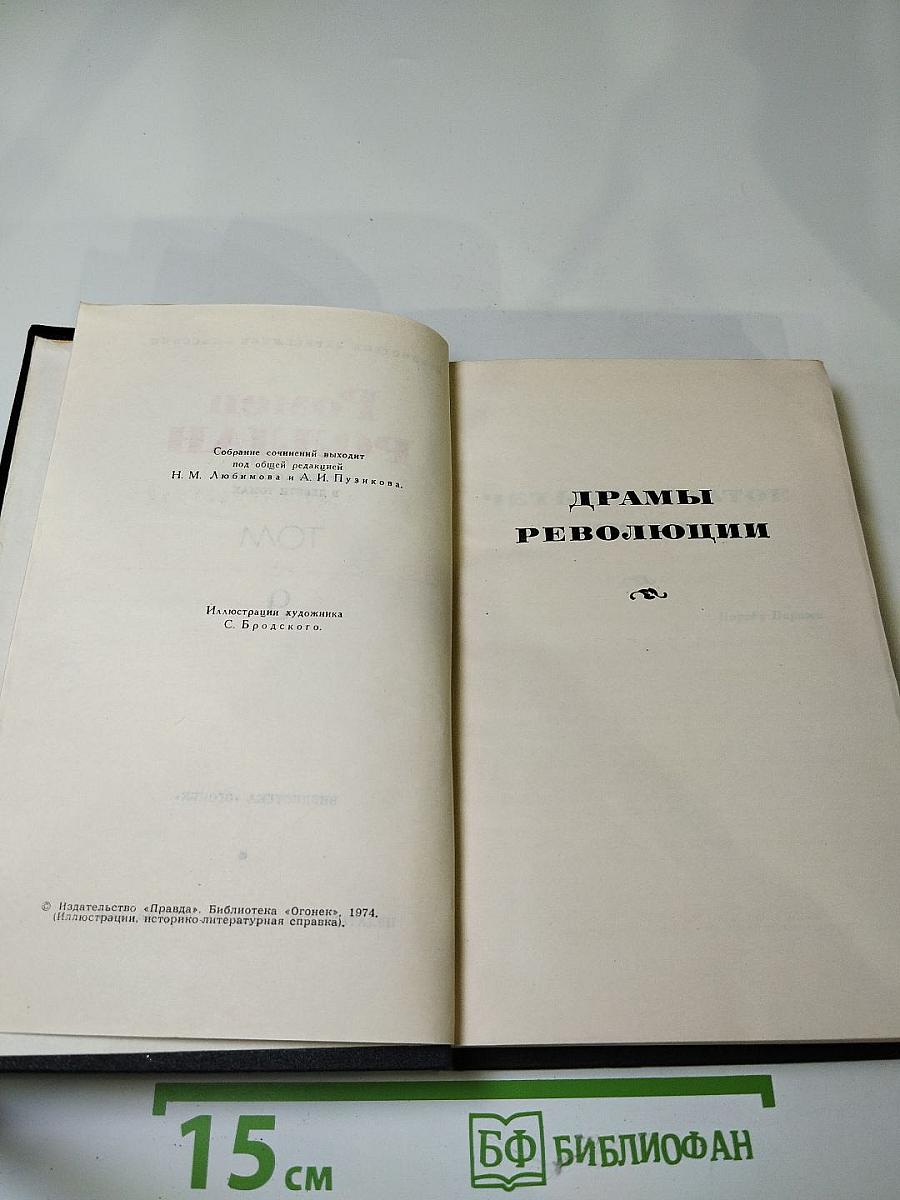 Собрание сочинений выходит
под общей редакцией
Н. М. Любимова и А. И. Пузикова.
Иллюстрации художника
С. Бродского.
© Издательство «Правда». Библиотека «Огонек», 1974.
(Иллюстрации, историко-литературная справка).
ДРАМЫ
РЕВОЛЮЦИИ
15 см
БФ БИБЛИОФАН